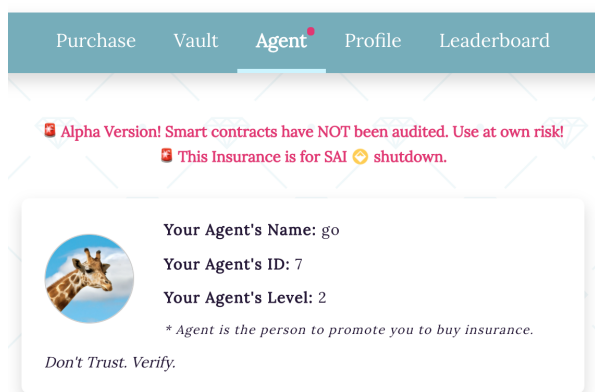 Purchase Vault Agent Profile Leaderboard
🚨 Alpha Version! Smart contracts have NOT been audited. Use at own risk!
🚨 This Insurance is for SAI 😷 shutdown.
Your Agent's Name: go
Your Agent's ID: 7
Your Agent's Level: 2
* Agent is the person to promote you to buy insurance.
Don't Trust. Verify.